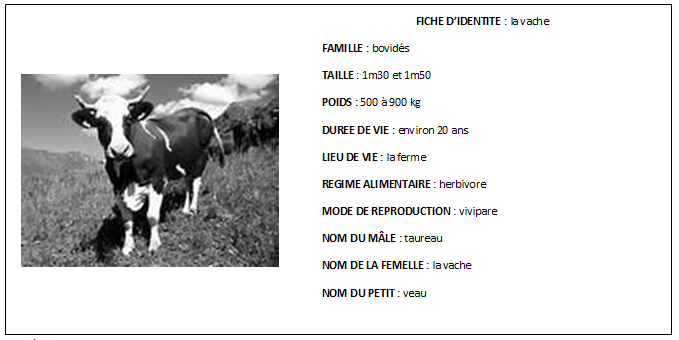 FICHE D'IDENTITE : la vache
FAMILLE : bovidés
TAILLE : 1m30 et 1m50
POIDS : 500 à 900 kg
DUREE DE VIE : environ 20 ans
LIEU DE VIE : la ferme
REGIME ALIMENTAIRE : herbivore
MODE DE REPRODUCTION : vivipare
NOM DU MÂLE : taureau
NOM DE LA FEMELLE : la vache
NOM DU PETIT : veau